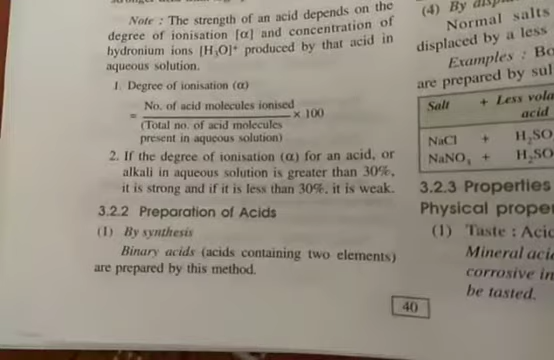 Note : The strength of an acid depends on the
degree of ionisation [α] and concentration of
hydronium ions [H₃O]⁺ produced by that acid in
aqueous solution.
1. Degree of ionisation (α)
= No. of acid molecules ionised
(Total no. of acid molecules
present in aqueous solution)
× 100
2. If the degree of ionisation (α) for an acid, or
alkali in aqueous solution is greater than 30%,
it is strong and if it is less than 30%, it is weak.
3.2.2 Preparation of Acids
(1) By synthesis
Binary acids (acids containing two elements)
are prepared by this method.
40
(4) By
Normal salts
displaced by a less
Examples :
are prepared by
Salt + Less
acid
NaCl + H₂SO
NaNO₃ + H₂SO
3.2.3 Properties
Physical
(1) Taste :
Mineral
corrosive in
be tasted.